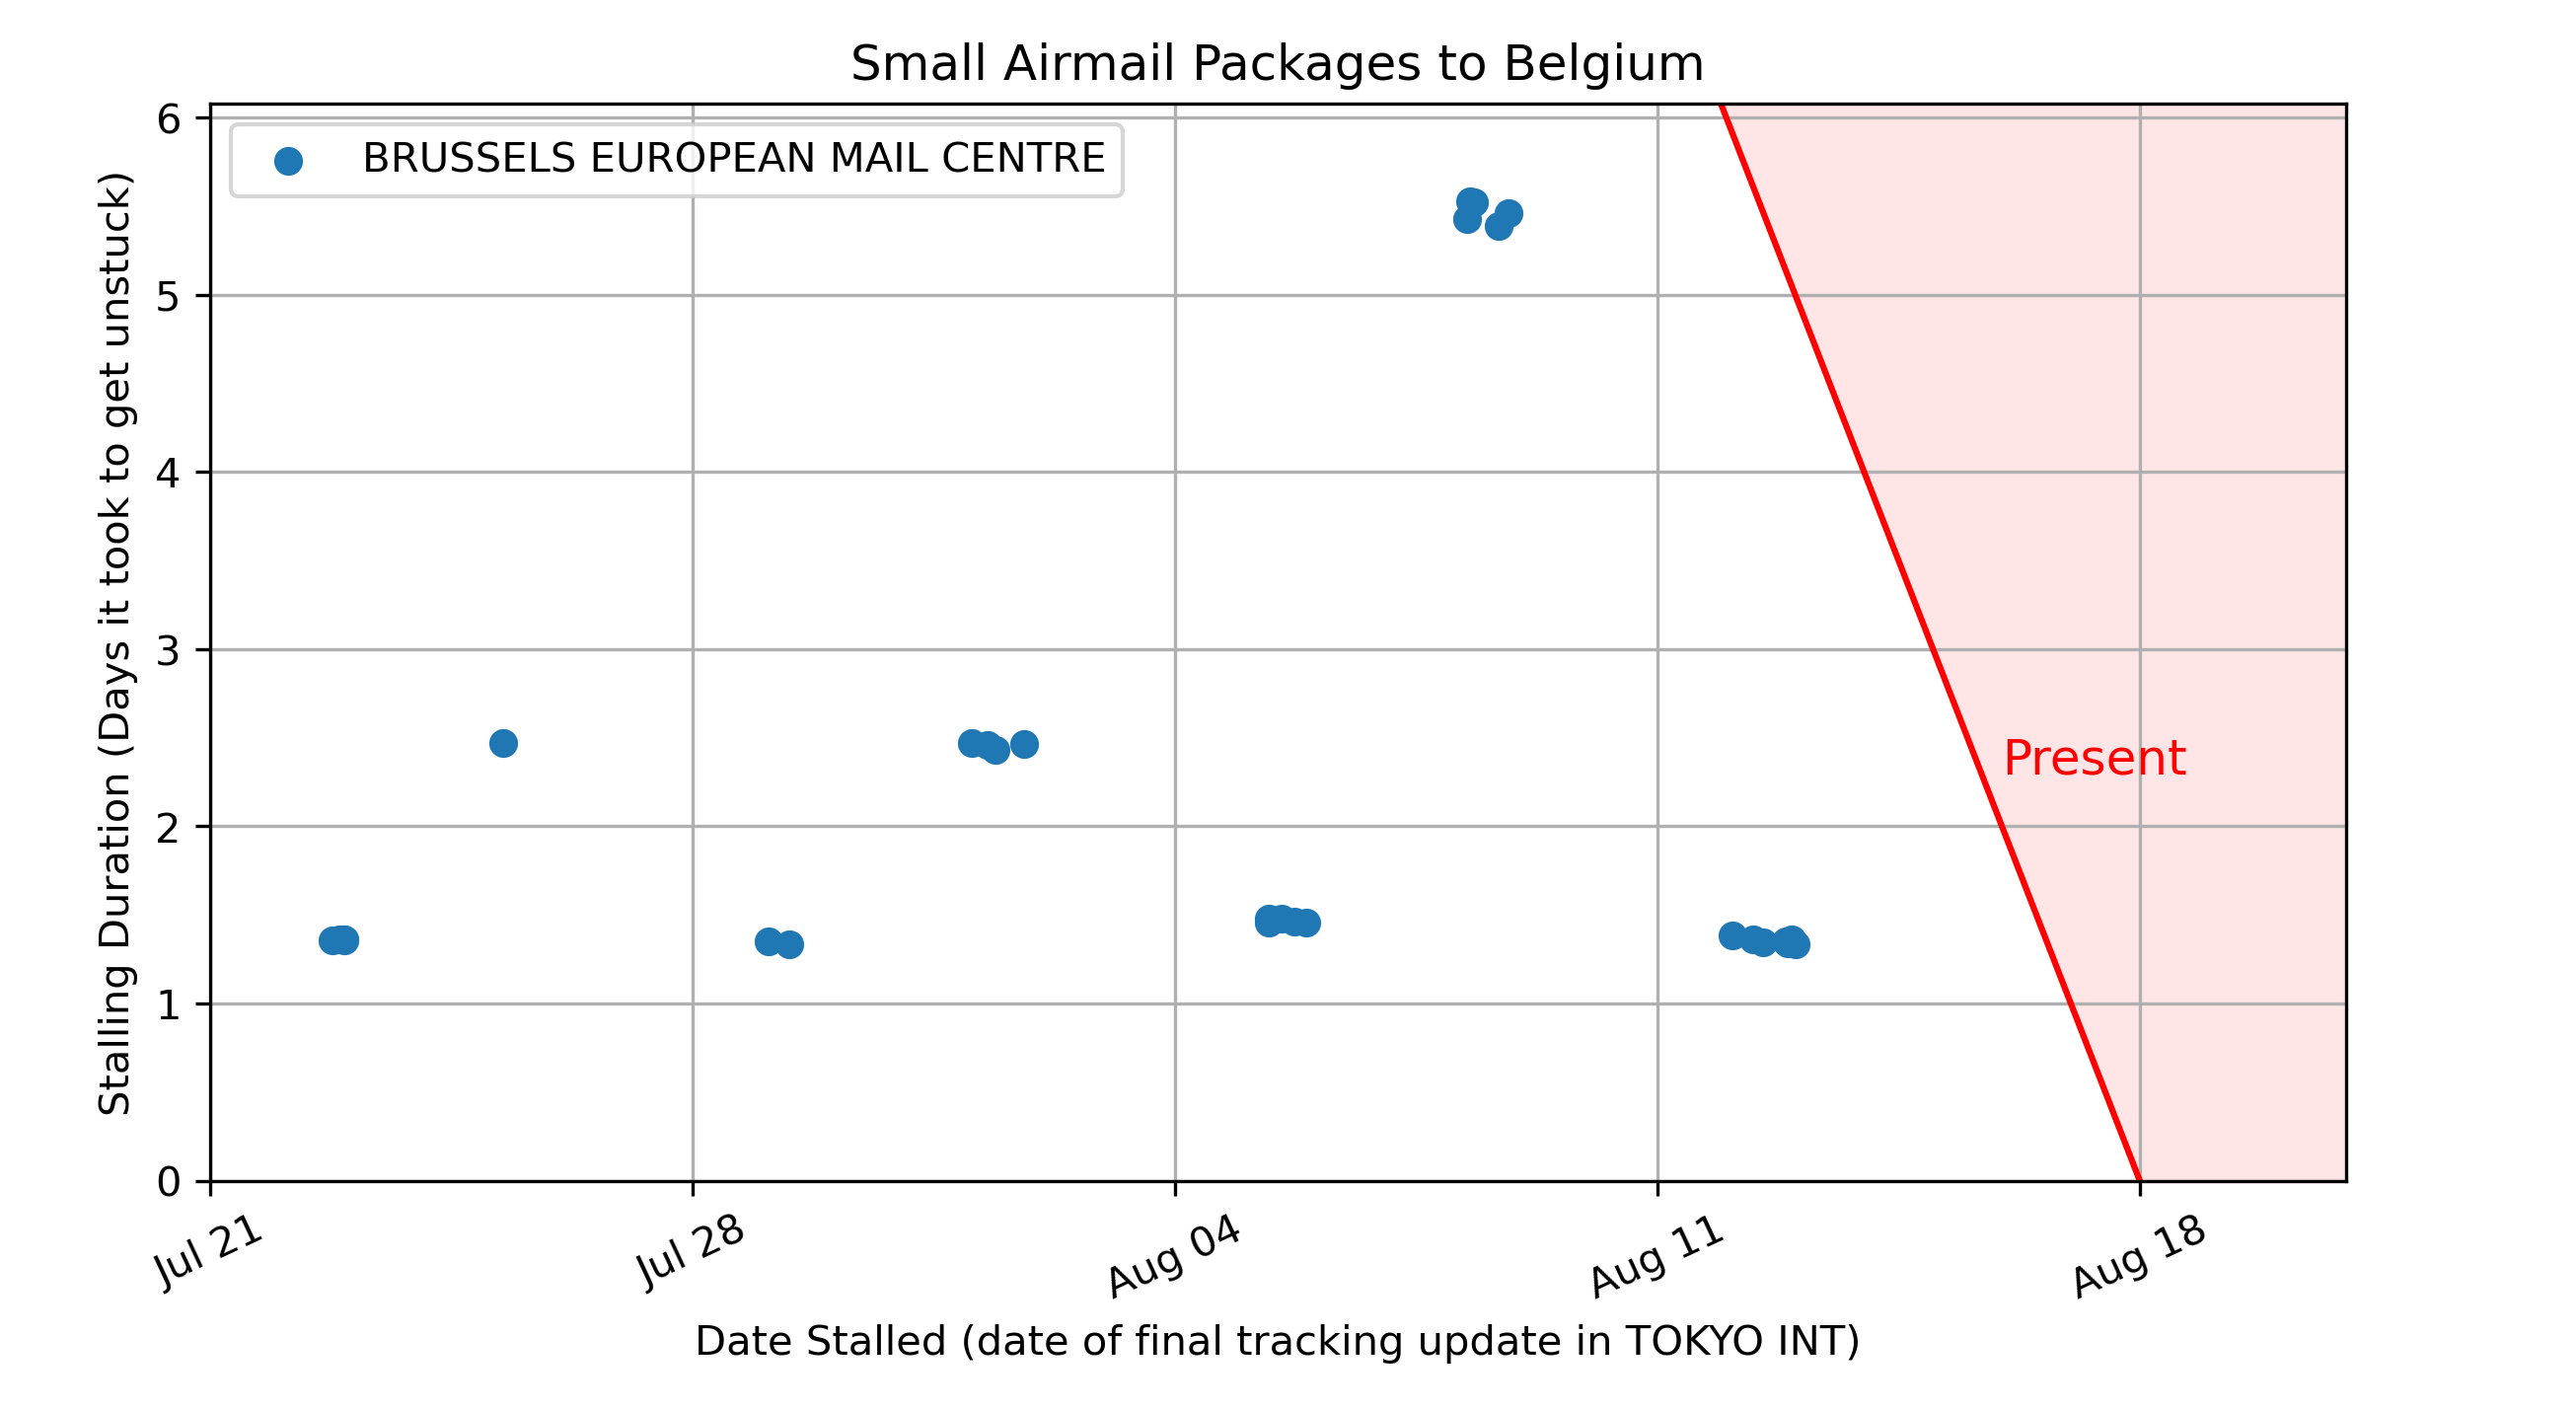 Small Airmail Packages to Belgium
BRUSSELS EUROPEAN MAIL CENTRE
Stalling Duration (Days it took to get unstuck)
6
5
4
3
2
1
0
Present
Jul 21
Jul 28
Aug 04
Aug 11
Aug 18
Date Stalled (date of final tracking update in TOKYO INT)